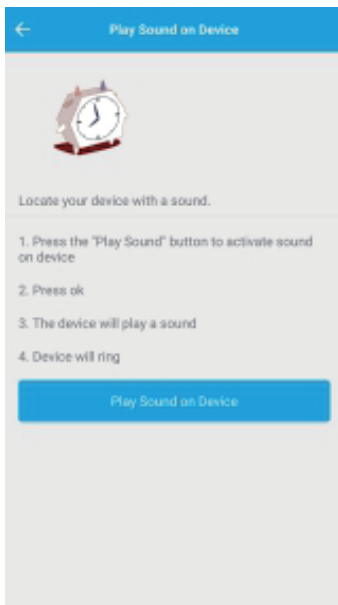 Play Sound on Device
Locate your device with a sound.
1. Press the "Play Sound" button to activate sound
on device
2. Press ok
3. The device will play a sound
4. Device will ring
Play Sound on Device